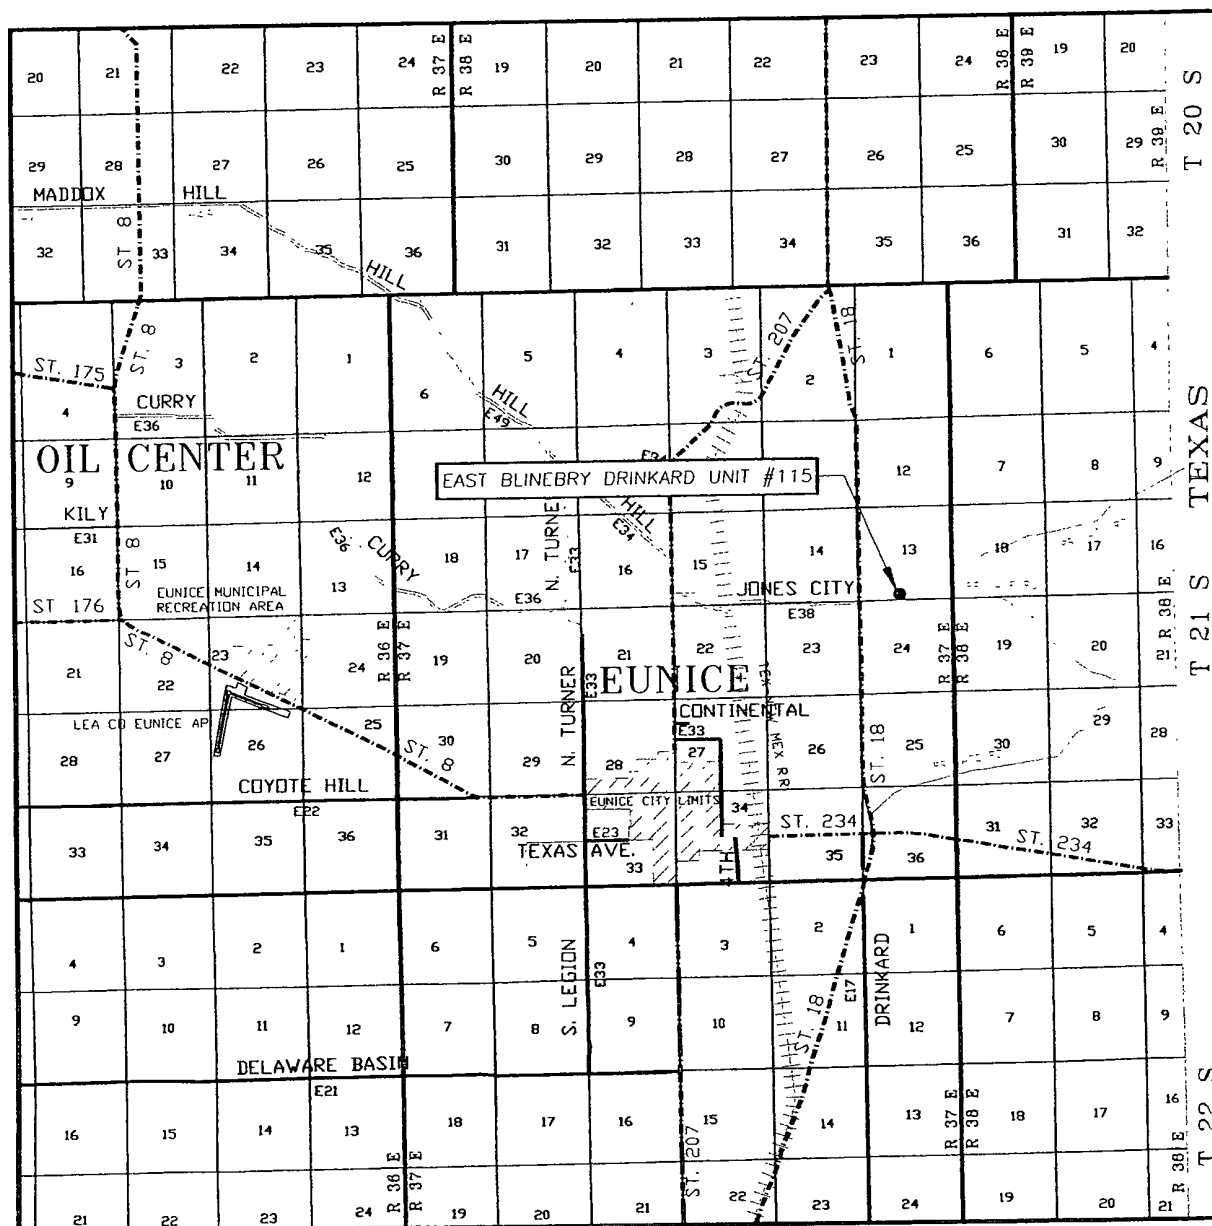 20 21 22 23 24 R 37 E R 38 E 19 20 21 22 23 24 R 38 E R 39 E 19 20
T 20 S
29 28 27 26 25 30 29 28 27 26 25 30 29 R 39 E
MADDOX HILL
32 ST 8 33 34 35 36 31 32 33 34 35 36 31 32
HILL
ST. 8 3 2 1 5 4 3 ST. 207 2 ST. 18 1 6 5 4
ST. 175
4 CURRY 6 HILL
E36 E49
OIL CENTER
TEXAS
9 10 11 12 E34 12 7 8 9
EAST BLINEBRY DRINKARD UNIT #115
KILY HILL
E31 E36 CURRY N. TURNE E33 E34
16 ST 8 15 14 13 18 17 16 15 14 13 18 17 16
EUNICE MUNICIPAL
RECREATION AREA
JONES CITY
ST 176 E36 E38
T 21 S
ST. 8 23 24 R 36 E R 37 E 19 20 21 22 23 24 R 37 E R 38 E 19 20 21 R 38 E
21 22 EUNICE
E33
LEA CO EUNICE AP N. TURNER CONTINENTAL
E33
28 27 26 25 ST. 8 30 29 28 27 MEX RR 26 ST. 18 25 30 29 28
COYOTE HILL
E22 EUNICE CITY LIMITS
33 34 35 36 31 32 E23 33 34 ST. 234 35 36 31 32 ST. 234 33
TEXAS AVE.
4TH
4 3 2 1 6 5 4 3 2 1 6 5 4
S. LEGION E33 DRINKARD
E17
9 10 11 12 7 8 9 10 ST. 18 11 12 7 8 9
DELAWARE BASIN
E21
T 22 S
16 15 14 13 18 17 16 15 14 13 R 37 E R 38 E 18 17 16
R 36 E R 37 E ST. 207 R 38 E
21 22 23 24 19 20 21 22 23 24 19 20 21